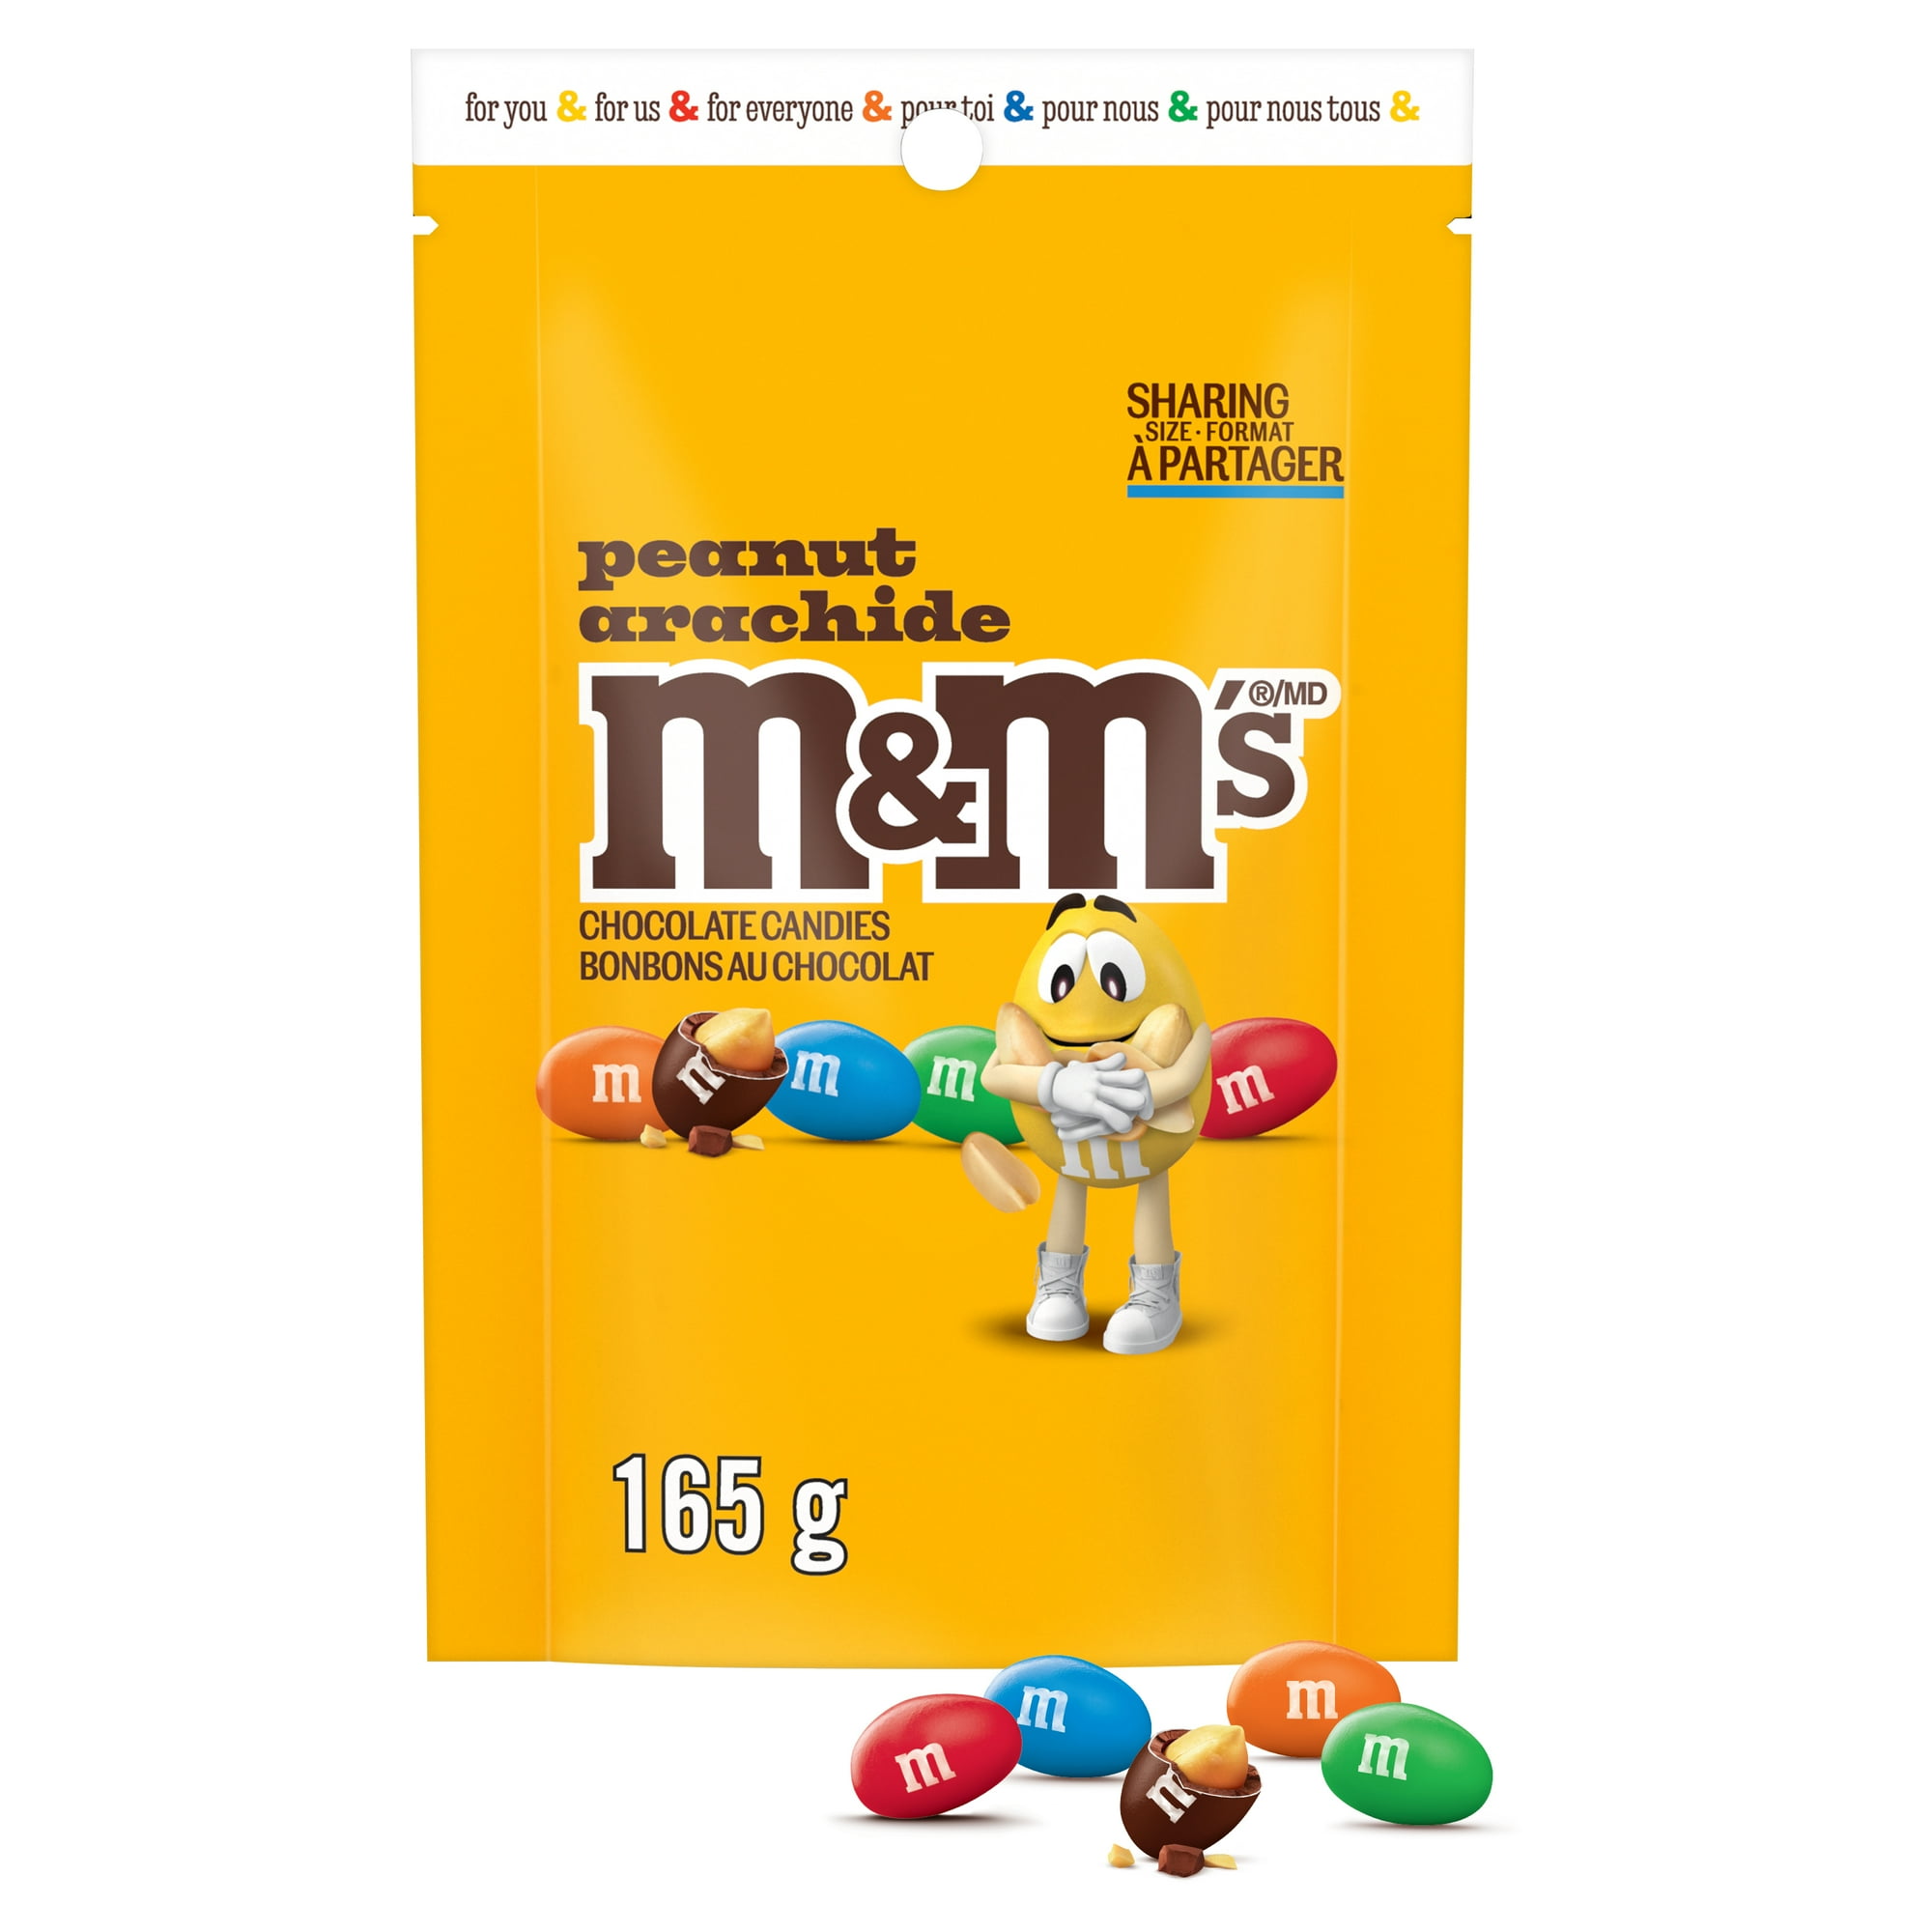 for you & for us & for everyone & pour toi & pour nous & pour nous tous &
SHARING
SIZE · FORMAT
À PARTAGER
peanut
arachide
m&m's®/MD
CHOCOLATE CANDIES
BONBONS AU CHOCOLAT
m m m m m
m
165 g
m m
m m
m